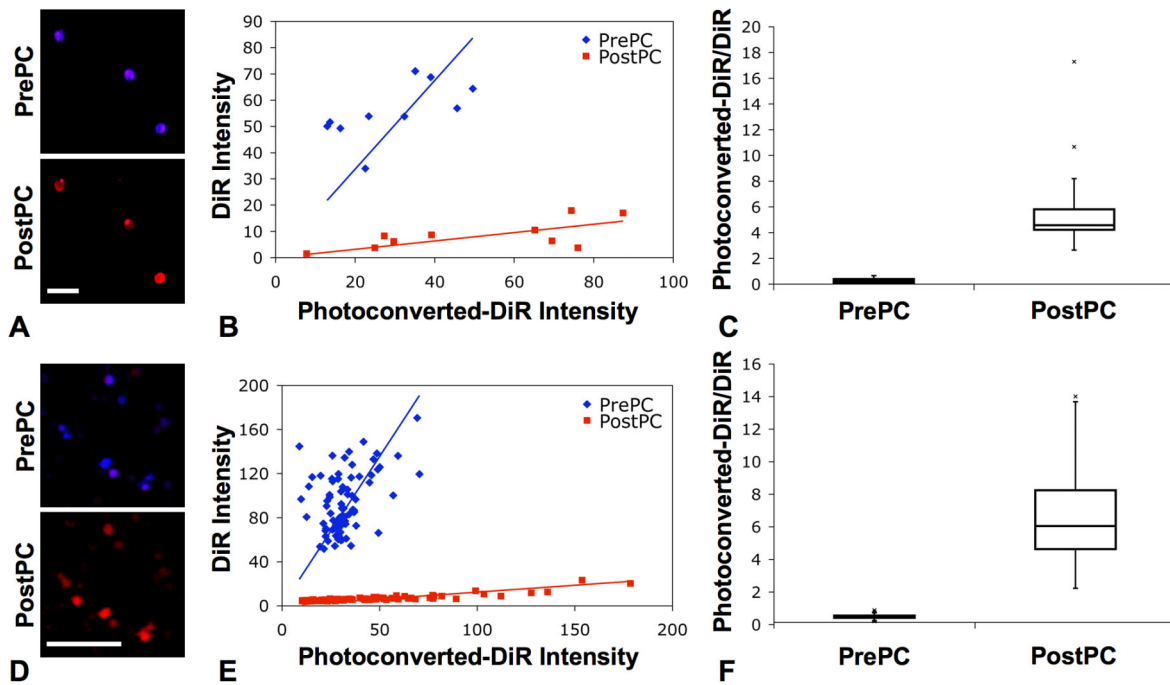 PrePC
PostPC
A
DiR Intensity
90
80
70
60
50
40
30
20
10
0
0 20 40 60 80 100
PrePC
PostPC
Photoconverted-DiR Intensity
B
Photoconverted-DiR/DiR
20
18
16
14
12
10
8
6
4
2
0
PrePC PostPC
C
PrePC
PostPC
D
DiR Intensity
200
160
120
80
40
0
0 50 100 150 200
PrePC
PostPC
Photoconverted-DiR Intensity
E
Photoconverted-DiR/DiR
16
14
12
10
8
6
4
2
0
PrePC PostPC
F